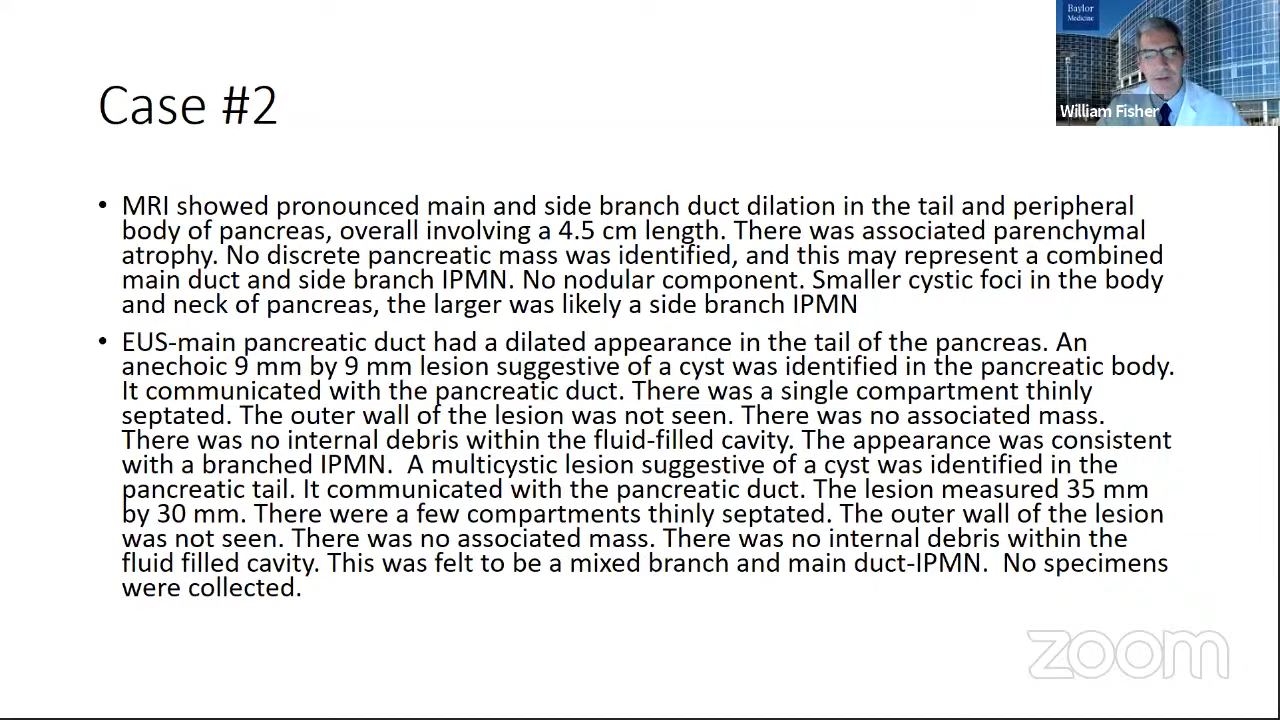 Baylor
Medicine
William Fisher
Case #2
• MRI showed pronounced main and side branch duct dilation in the tail and peripheral
body of pancreas, overall involving a 4.5 cm length. There was associated parenchymal
atrophy. No discrete pancreatic mass was identified, and this may represent a combined
main duct and side branch IPMN. No nodular component. Smaller cystic foci in the body
and neck of pancreas, the larger was likely a side branch IPMN
• EUS-main pancreatic duct had a dilated appearance in the tail of the pancreas. An
anechoic 9 mm by 9 mm lesion suggestive of a cyst was identified in the pancreatic body.
It communicated with the pancreatic duct. There was a single compartment thinly
septated. The outer wall of the lesion was not seen. There was no associated mass.
There was no internal debris within the fluid-filled cavity. The appearance was consistent
with a branched IPMN.  A multicystic lesion suggestive of a cyst was identified in the
pancreatic tail. It communicated with the pancreatic duct. The lesion measured 35 mm
by 30 mm. There were a few compartments thinly septated. The outer wall of the lesion
was not seen. There was no associated mass. There was no internal debris within the
fluid filled cavity. This was felt to be a mixed branch and main duct-IPMN.  No specimens
were collected.
zoom